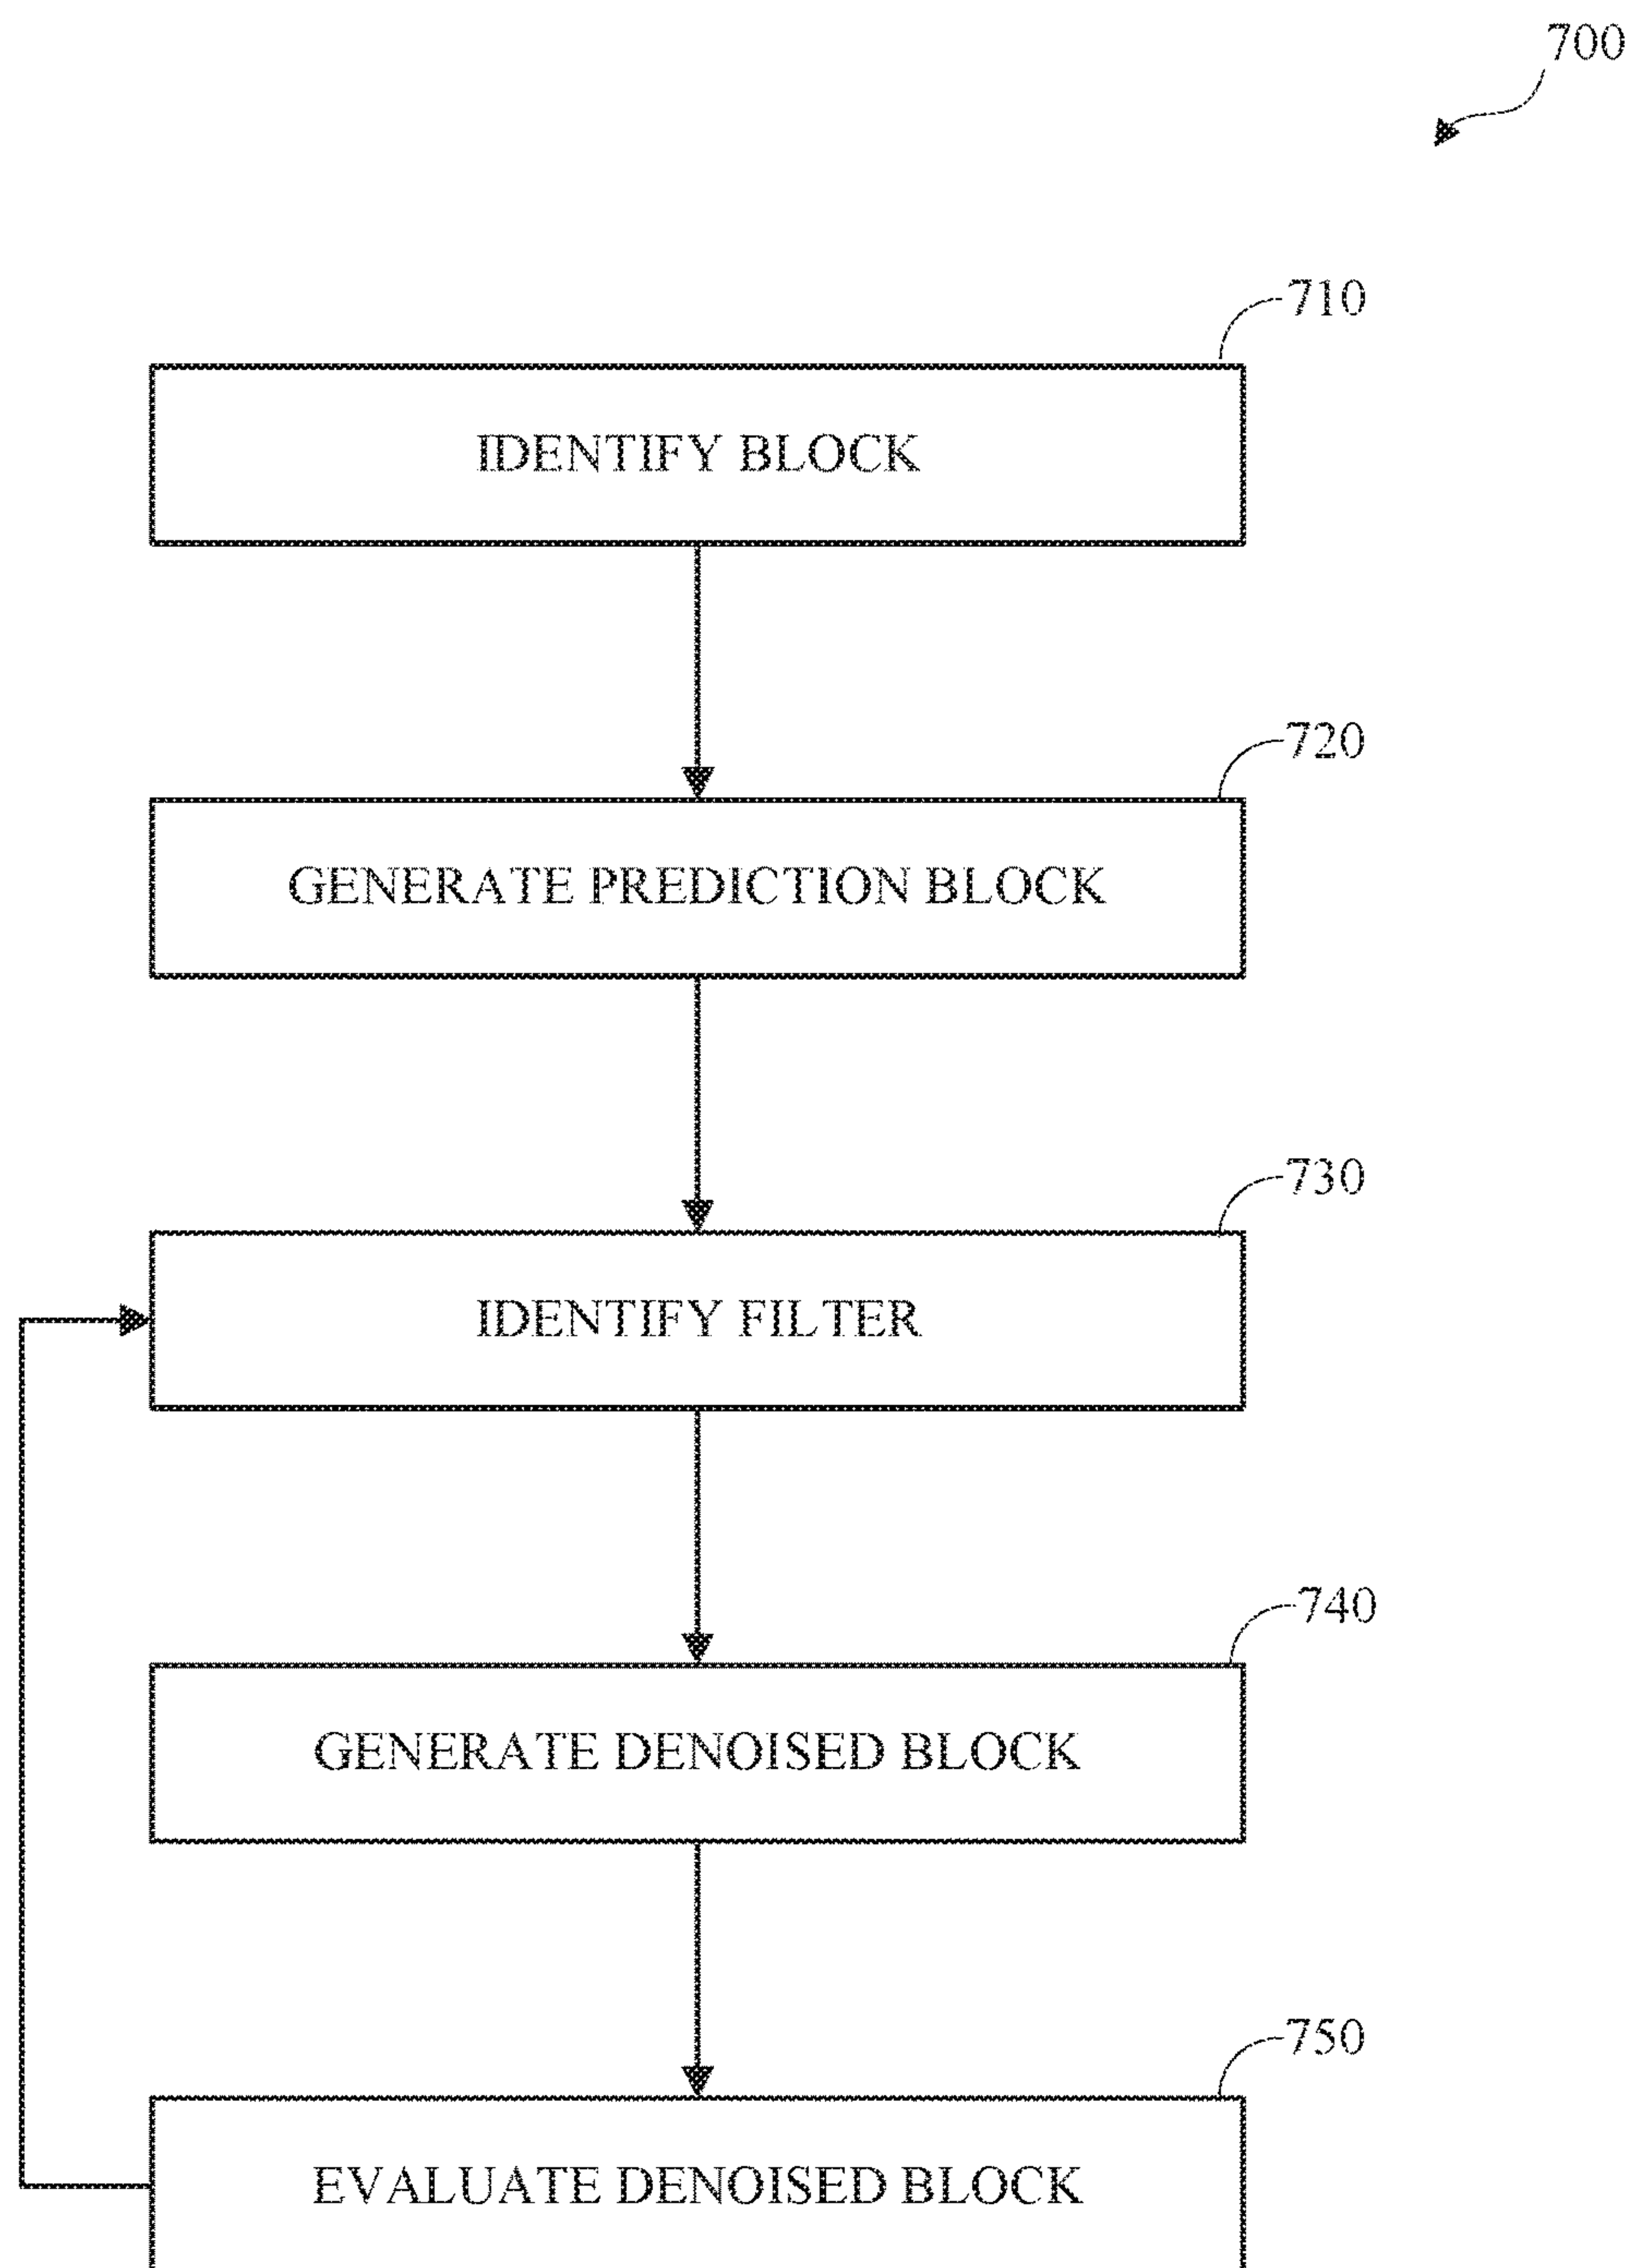 700
710
IDENTIFY BLOCK
720
GENERATE PREDICTION BLOCK
730
IDENTIFY FILTER
740
GENERATE DENOISED BLOCK
750
EVALUATE DENOISED BLOCK